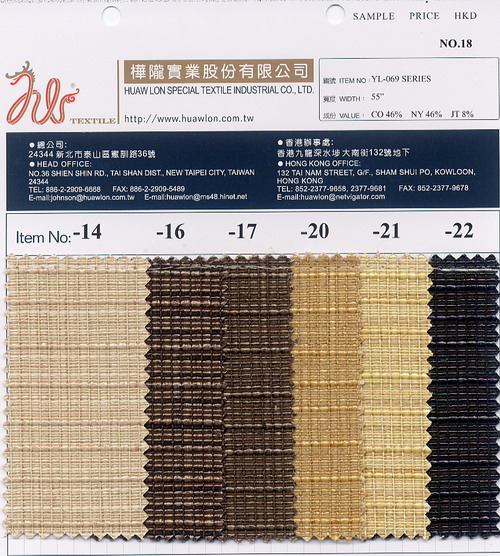 SAMPLE PRICE HKD
NO.18
樺隴實業股份有限公司
HUAW LON SPECIAL TEXTILE INDUSTRIAL CO., LTD.
TEXTILE
http://www.huawlon.com.tw
編號 ITEM NO : YL-069 SERIES
寬度 WIDTH : 55"
成份 VALUE : CO 46% NY 46% JT 8%
●總公司:
24344 新北市泰山區憲訓路36號
●HEAD OFFICE:
NO.36 SHIEN SHIN RD., TAI SHAN DIST., NEW TAIPEI CITY, TAIWAN
24344
TEL: 886-2-2909-6668 FAX: 886-2-2909-5489
E-mail:johnson@huawlon.com.tw E-mail:huawlon@ms48.hinet.net
●香港辦事處:
香港九龍深水埗大南街132號地下
●HONG KONG OFFICE:
132 TAI NAM STREET, G/F., SHAM SHUI PO, KOWLOON,
HONG KONG
TEL: 852-2377-9658, 2377-9681 FAX: 852-2377-9678
E-mail:huawlon@netvigator.com
Item No: -14 -16 -17 -20 -21 -22